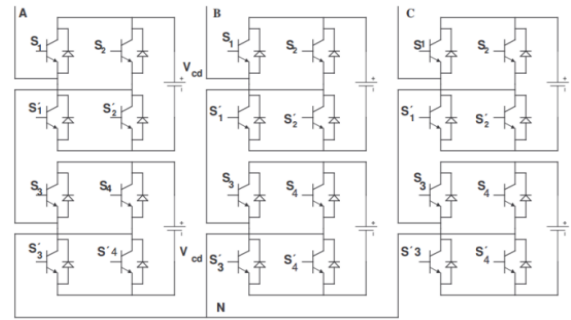 A B C
S1 S2 Vcd S1 S2 S1 S2
S´1 S´2 S´1 S´2 S´1 S´2
S3 S4 S3 S4 S3 S4
S´3 S´4 Vcd S´3 S´4 S´3 S´4
N